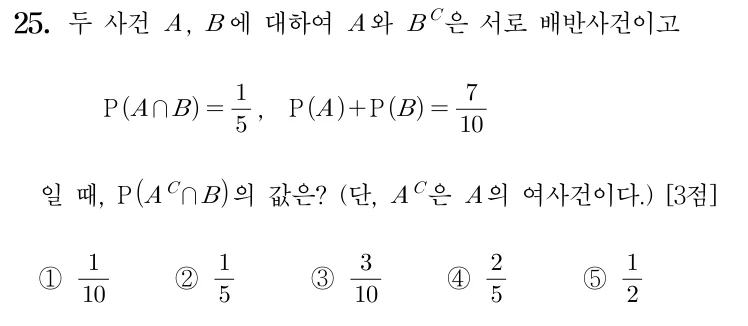 25. 두 사건 A, B에 대하여 A와 B^C은 서로 배반사건이고
P(A∩B)=1/5, P(A)+P(B)=7/10
일 때, P(A^C∩B)의 값은? (단, A^C은 A의 여사건이다.) [3점]
① 1/10 ② 1/5 ③ 3/10 ④ 2/5 ⑤ 1/2